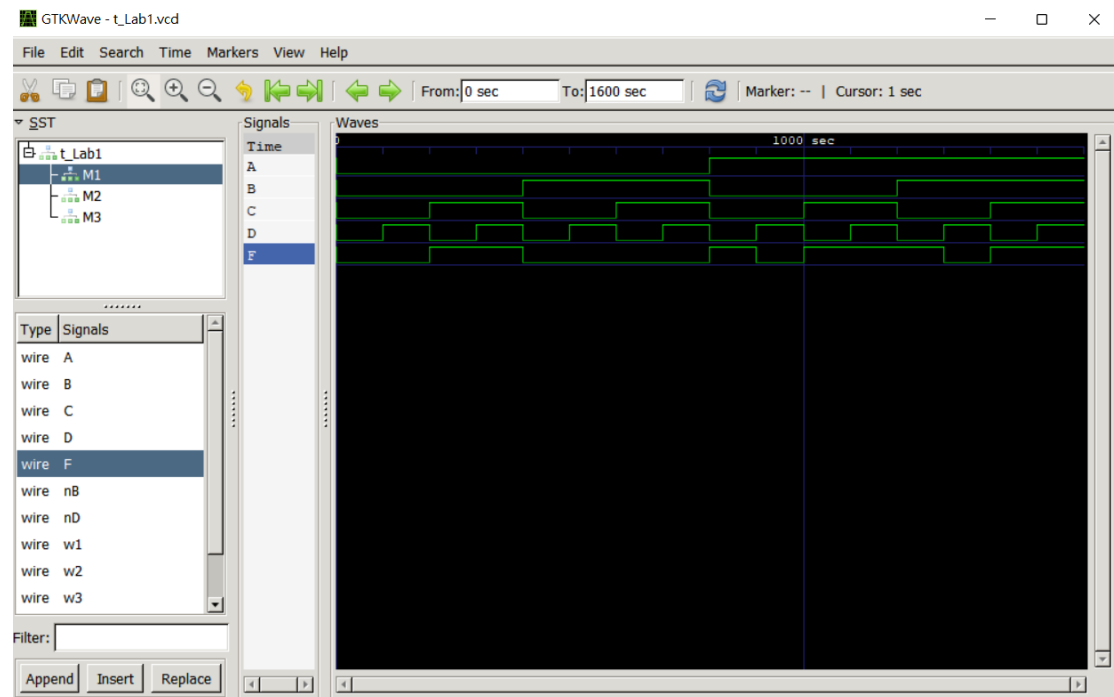 GTKWave - t_Lab1.vcd
File Edit Search Time Markers View Help
From: 0 sec To: 1600 sec Marker: -- | Cursor: 1 sec
SST
t_Lab1
M1
M2
M3
Type Signals
wire A
wire B
wire C
wire D
wire F
wire nB
wire nD
wire w1
wire w2
wire w3
Filter:
Append Insert Replace
Signals
Time
A
B
C
D
F
Waves
0 1000 sec